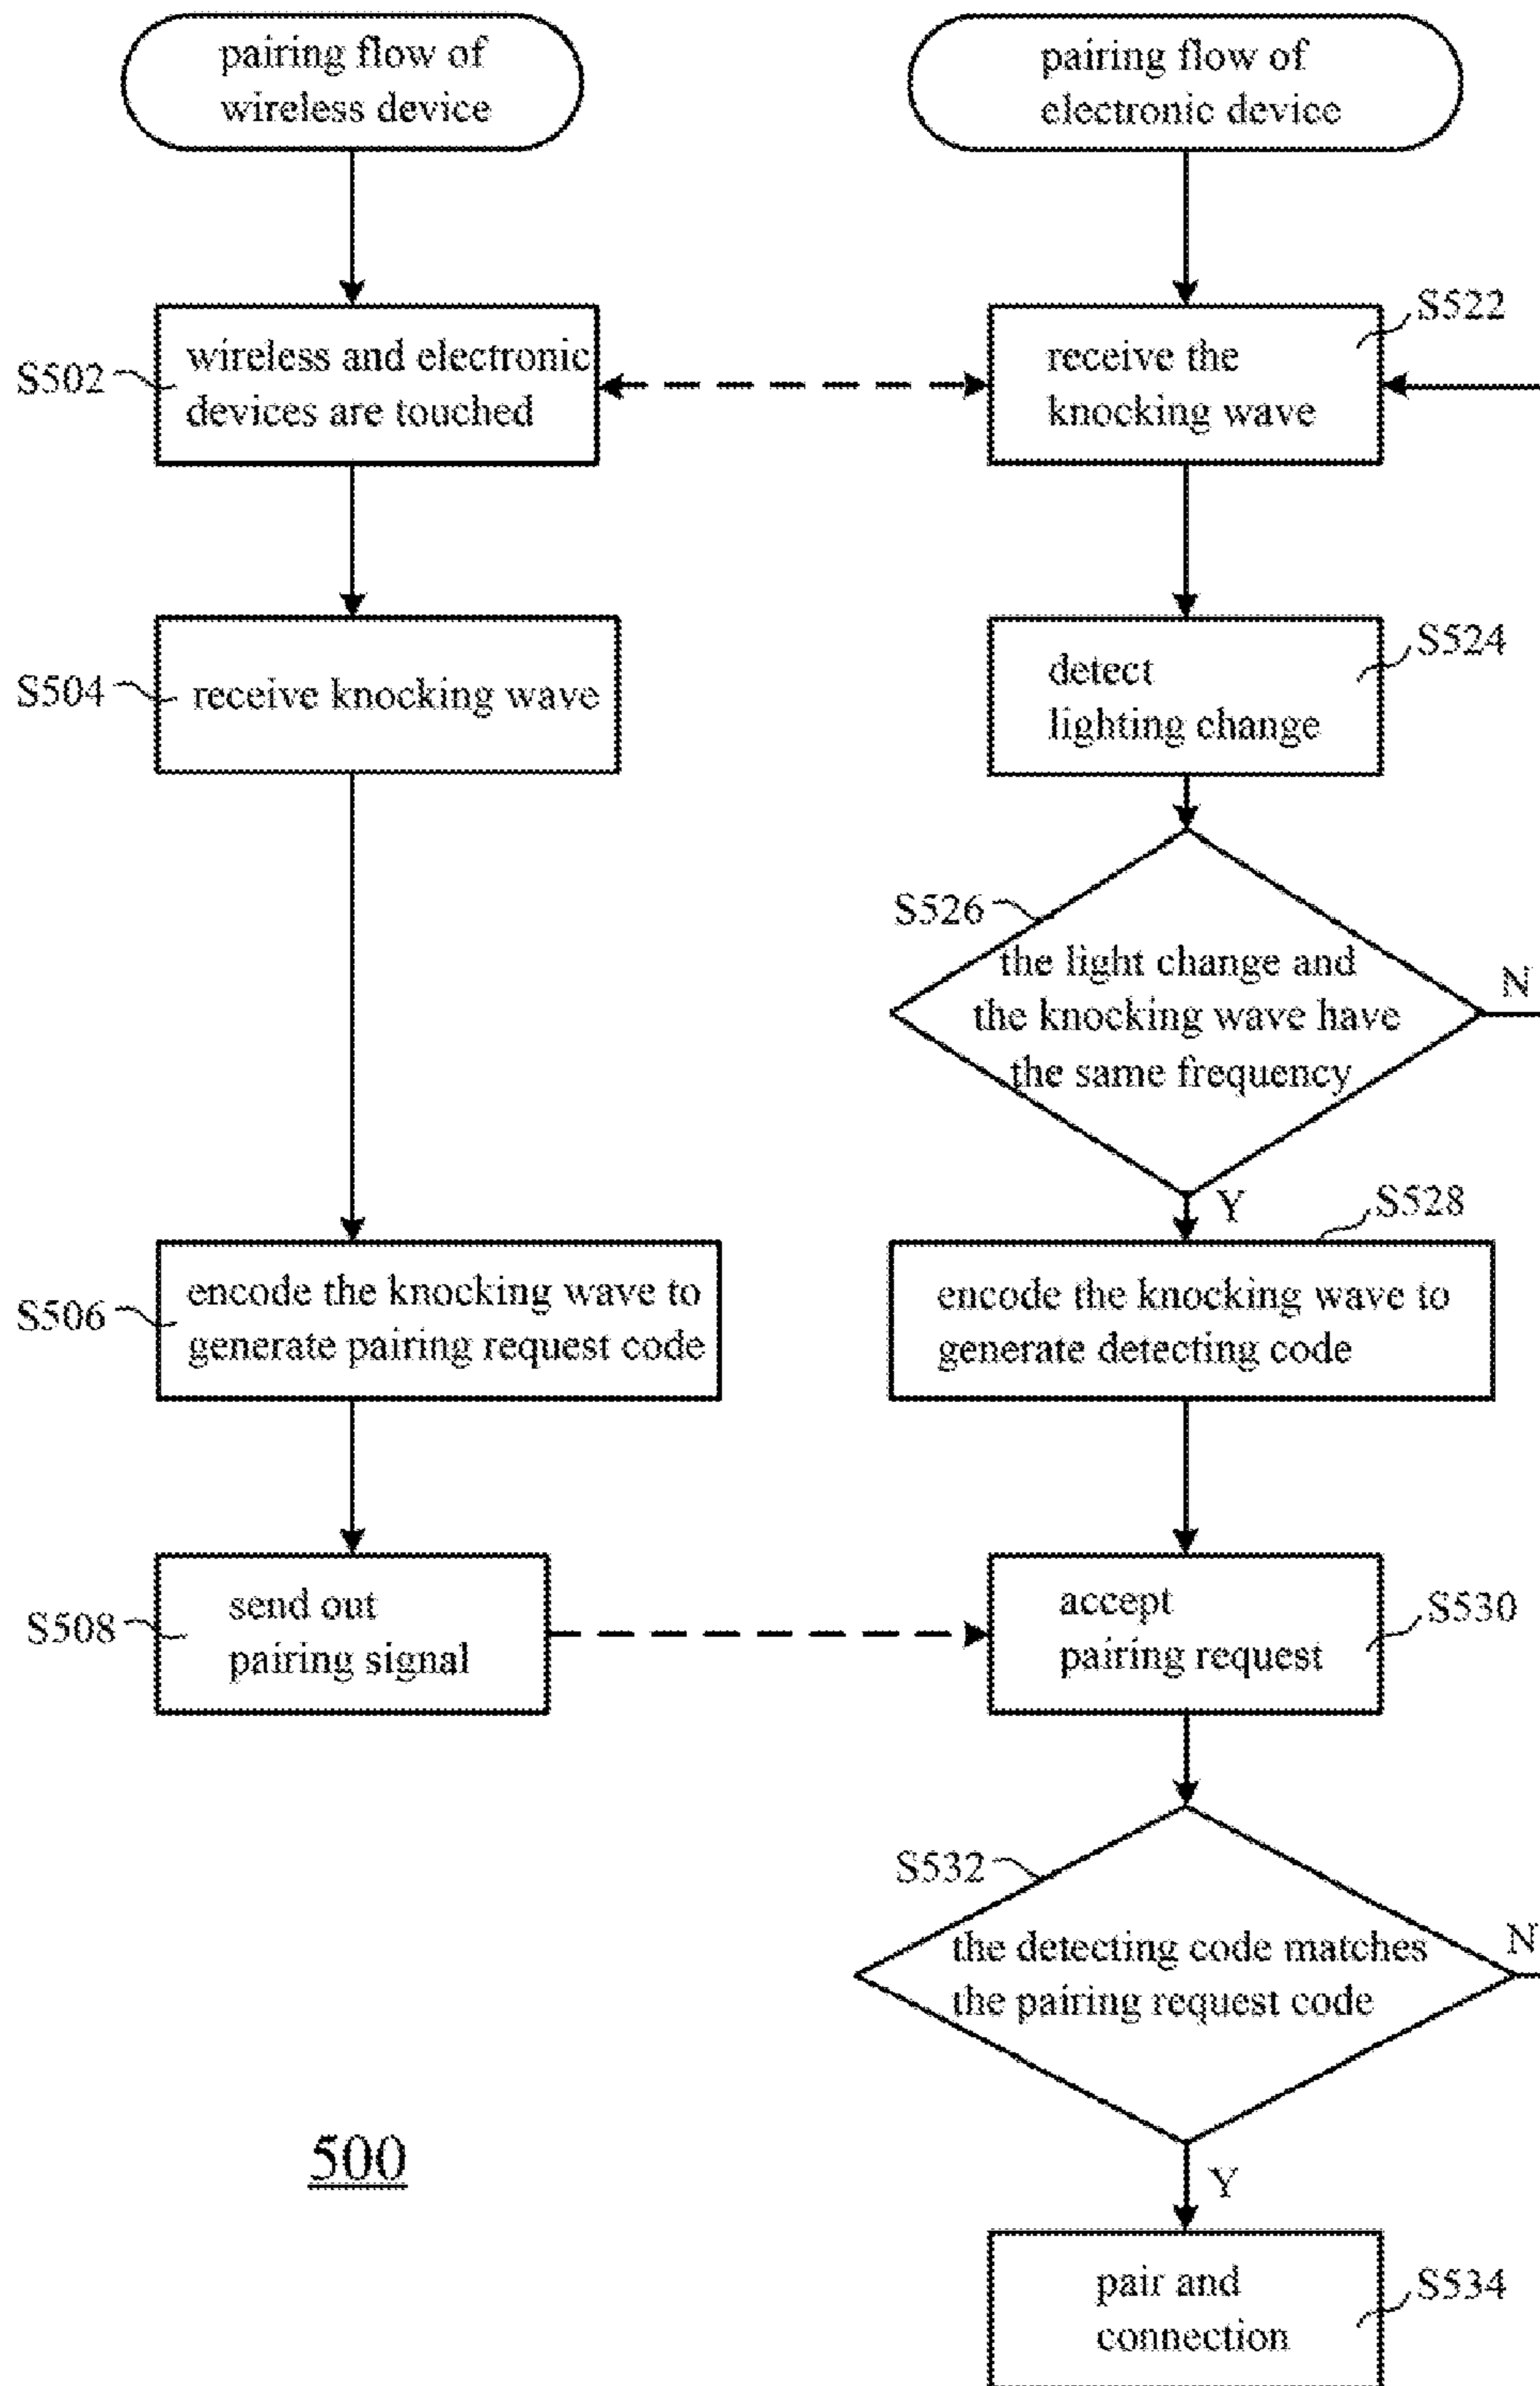 pairing flow of
wireless device
pairing flow of
electronic device
S502
wireless and electronic
devices are touched
S522
receive the
knocking wave
S504
receive knocking wave
S524
detect
lighting change
S526
the light change and
the knocking wave have
the same frequency
N
Y
S506
encode the knocking wave to
generate pairing request code
S528
encode the knocking wave to
generate detecting code
S508
send out
pairing signal
S530
accept
pairing request
S532
the detecting code matches
the pairing request code
N
Y
500
S534
pair and
connection